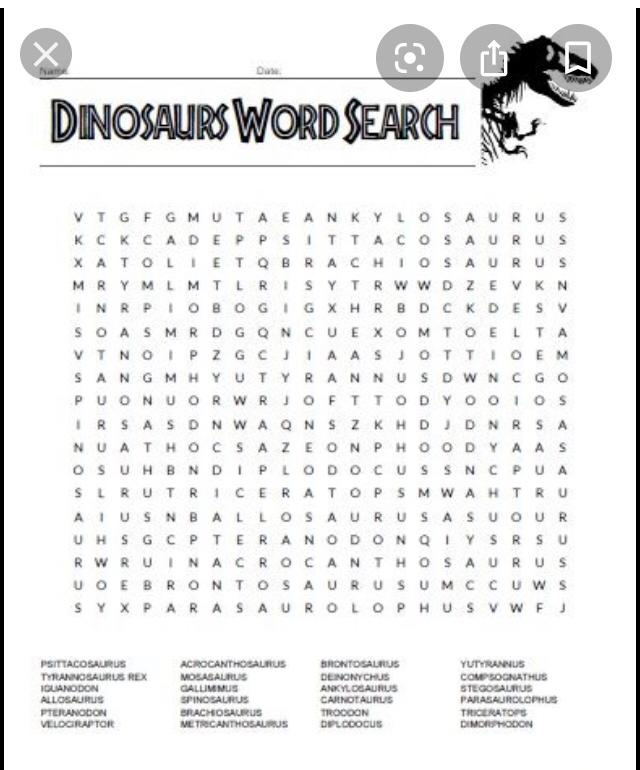 Name: Date:
DINOSAURS WORD SEARCH
V T G F G M U T A E A N K Y L O S A U R U S
K C K C A D E P P S I T T A C O S A U R U S
X A T O L I E T Q B R A C H I O S A U R U S
M R Y M L M T L R I S Y T R W W D Z E V K N
I N R P I O B O G I G X H R B D C K D E S V
S O A S M R D G Q N C U E X O M T O E L T A
V T N O I P Z G C J I A A S J O T T I O E M
S A N G M H Y U T Y R A N N U S D W N C G O
P U O N U O R W R J O F T T O D Y O O I O S
I R S A S D N W A Q N S Z K H D J D N R S A
N U A T H O C S A Z E O N P H O O D Y A A S
O S U H B N D I P L O D O C U S S N C P U A
S L R U T R I C E R A T O P S M W A H T R U
A I U S N B A L L O S A U R U S A S U O U R
U H S G C P T E R A N O D O N Q I Y S R S U
R W R U I N A C R O C A N T H O S A U R U S
U O E B R O N T O S A U R U S U M C C U W S
S Y X P A R A S A U R O L O P H U S V W F J
PSITTACOSAURUS ACROCANTHOSAURUS BRONTOSAURUS YUTYRANNUS
TYRANNOSAURUS REX MOSASAURUS DEINONYCHUS COMPSOGNATHUS
IGUANODON GALLIMIMUS ANKYLOSAURUS STEGOSAURUS
ALLOSAURUS SPINOSAURUS CARNOTAURUS PARASAUROLOPHUS
PTERANODON BRACHIOSAURUS TROODON TRICERATOPS
VELOCIRAPTOR METRICANTHOSAURUS DIPLODOCUS DIMORPHODON